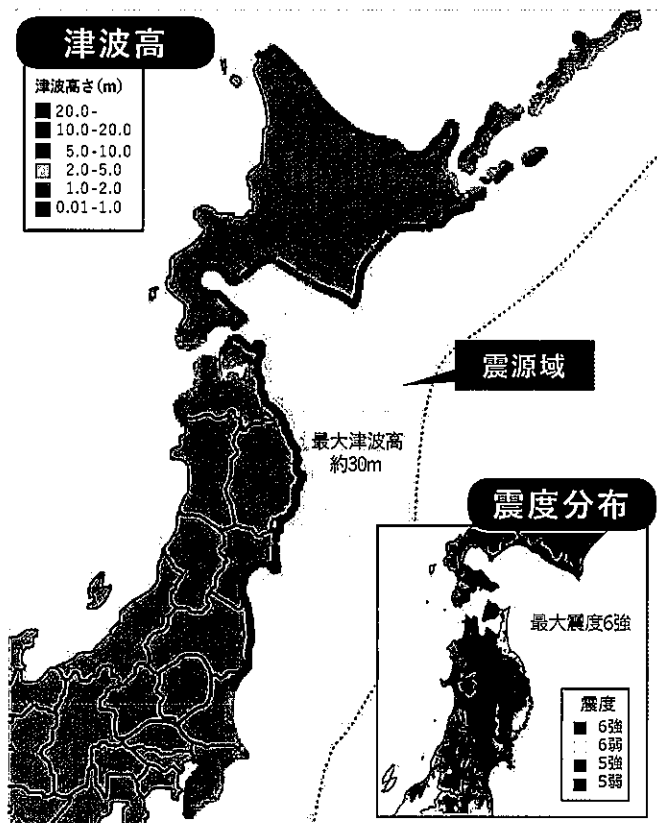 津波高
津波高さ(m)
20.0-
10.0-20.0
5.0-10.0
2.0-5.0
1.0-2.0
0.01-1.0
震源域
最大津波高
約30m
震度分布
最大震度6強
震度
6強
6弱
5強
5弱